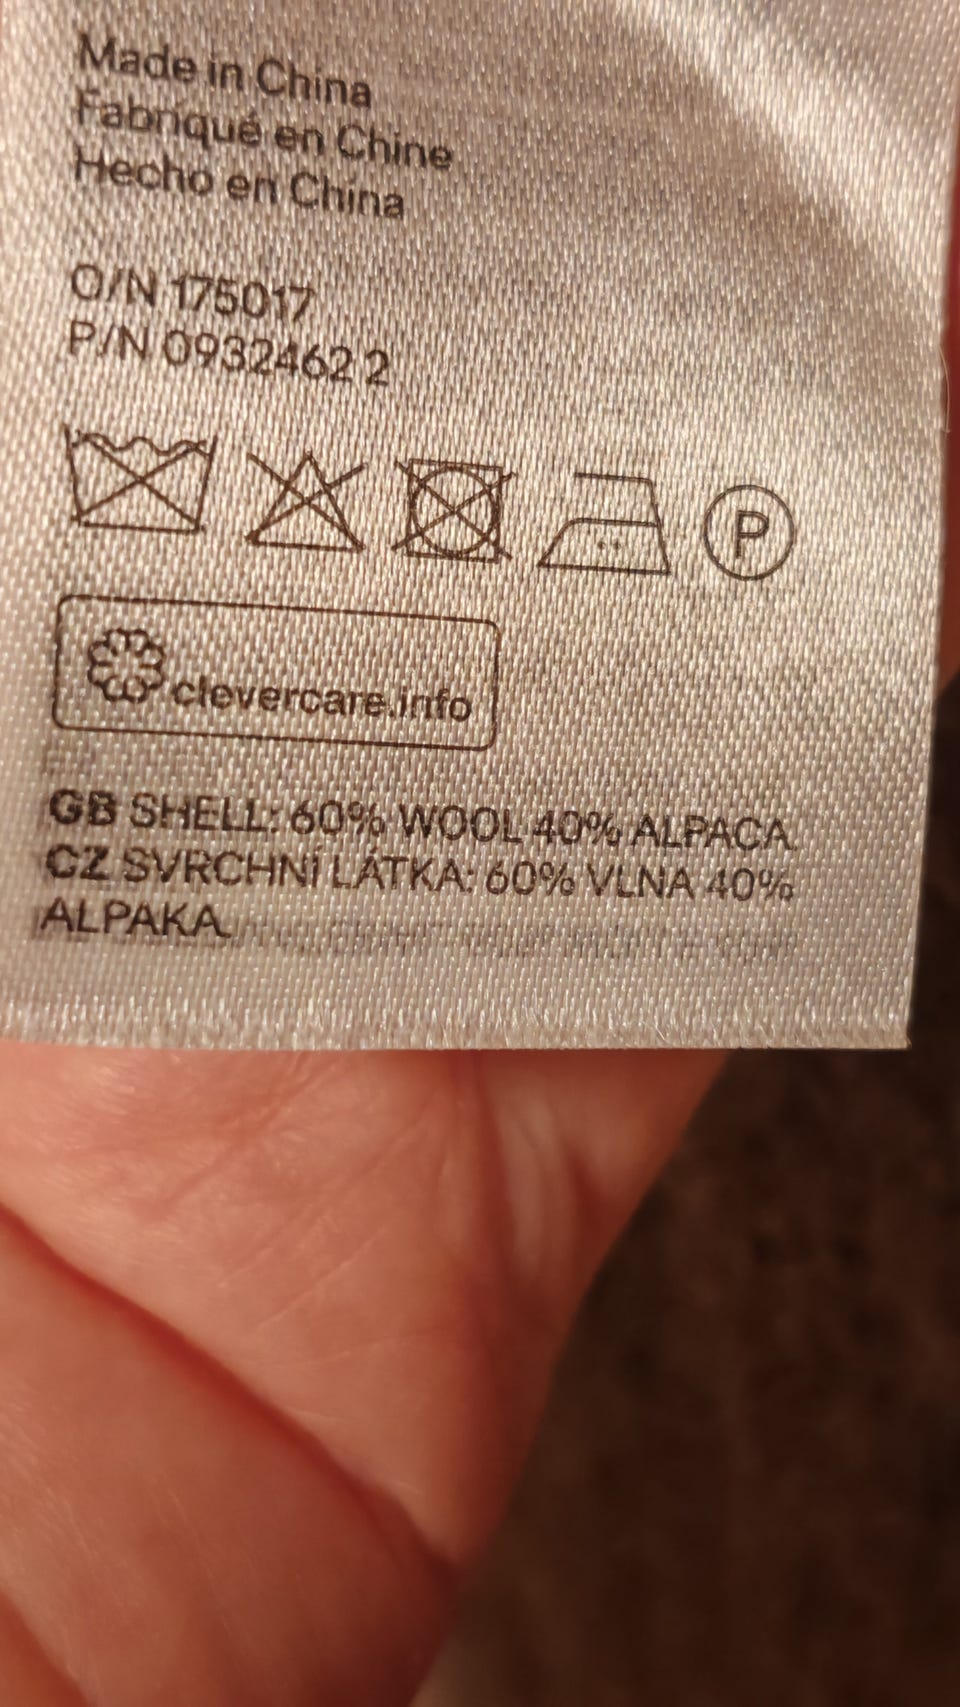 Made in China
Fabriqué en Chine
Hecho en China
O/N 175017
P/N 0932462 2
P
clevercare.info
GB SHELL: 60% WOOL 40% ALPACA
CZ SVRCHNÍ LÁTKA: 60% VLNA 40%
ALPAKA